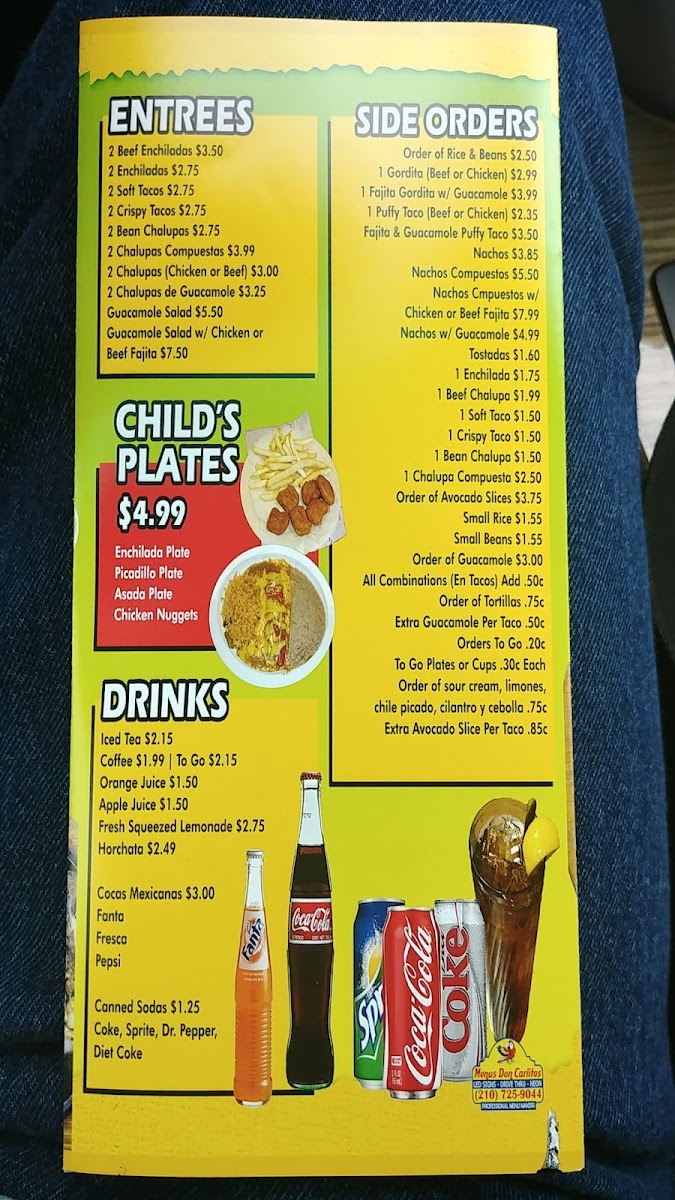 ENTREES
2 Beef Enchiladas $3.50
2 Enchiladas $2.75
2 Soft Tacos $2.75
2 Crispy Tacos $2.75
2 Bean Chalupas $2.75
2 Chalupas Compuestas $3.99
2 Chalupas (Chicken or Beef) $3.00
2 Chalupas de Guacamole $3.25
Guacamole Salad $5.50
Guacamole Salad w/ Chicken or
Beef Fajita $7.50
CHILD'S
PLATES
$4.99
Enchilada Plate
Picadillo Plate
Asada Plate
Chicken Nuggets
DRINKS
Iced Tea $2.15
Coffee $1.99 | To Go $2.15
Orange Juice $1.50
Apple Juice $1.50
Fresh Squeezed Lemonade $2.75
Horchata $2.49
Cocas Mexicanas $3.00
Fanta
Fresca
Pepsi
Canned Sodas $1.25
Coke, Sprite, Dr. Pepper,
Diet Coke
SIDE ORDERS
Order of Rice & Beans $2.50
1 Gordita (Beef or Chicken) $2.99
1 Fajita Gordita w/ Guacamole $3.99
1 Puffy Taco (Beef or Chicken) $2.35
Fajita & Guacamole Puffy Taco $3.50
Nachos $3.85
Nachos Compuestos $5.50
Nachos Cmpuestos w/
Chicken or Beef Fajita $7.99
Nachos w/ Guacamole $4.99
Tostadas $1.60
1 Enchilada $1.75
1 Beef Chalupa $1.99
1 Soft Taco $1.50
1 Crispy Taco $1.50
1 Bean Chalupa $1.50
1 Chalupa Compuesta $2.50
Order of Avocado Slices $3.75
Small Rice $1.55
Small Beans $1.55
Order of Guacamole $3.00
All Combinations (En Tacos) Add .50c
Order of Tortillas .75c
Extra Guacamole Per Taco .50c
Orders To Go .20c
To Go Plates or Cups .30c Each
Order of sour cream, limones,
chile picado, cilantro y cebolla .75c
Extra Avocado Slice Per Taco .85c
Fanta
Coca-Cola
Spr
Coca-Cola
Coke
Menus Don Carlitos
LED SIGNS - DRIVE THRU - NEON
(210) 725-9044
PROFESSIONAL MENU MAKERS